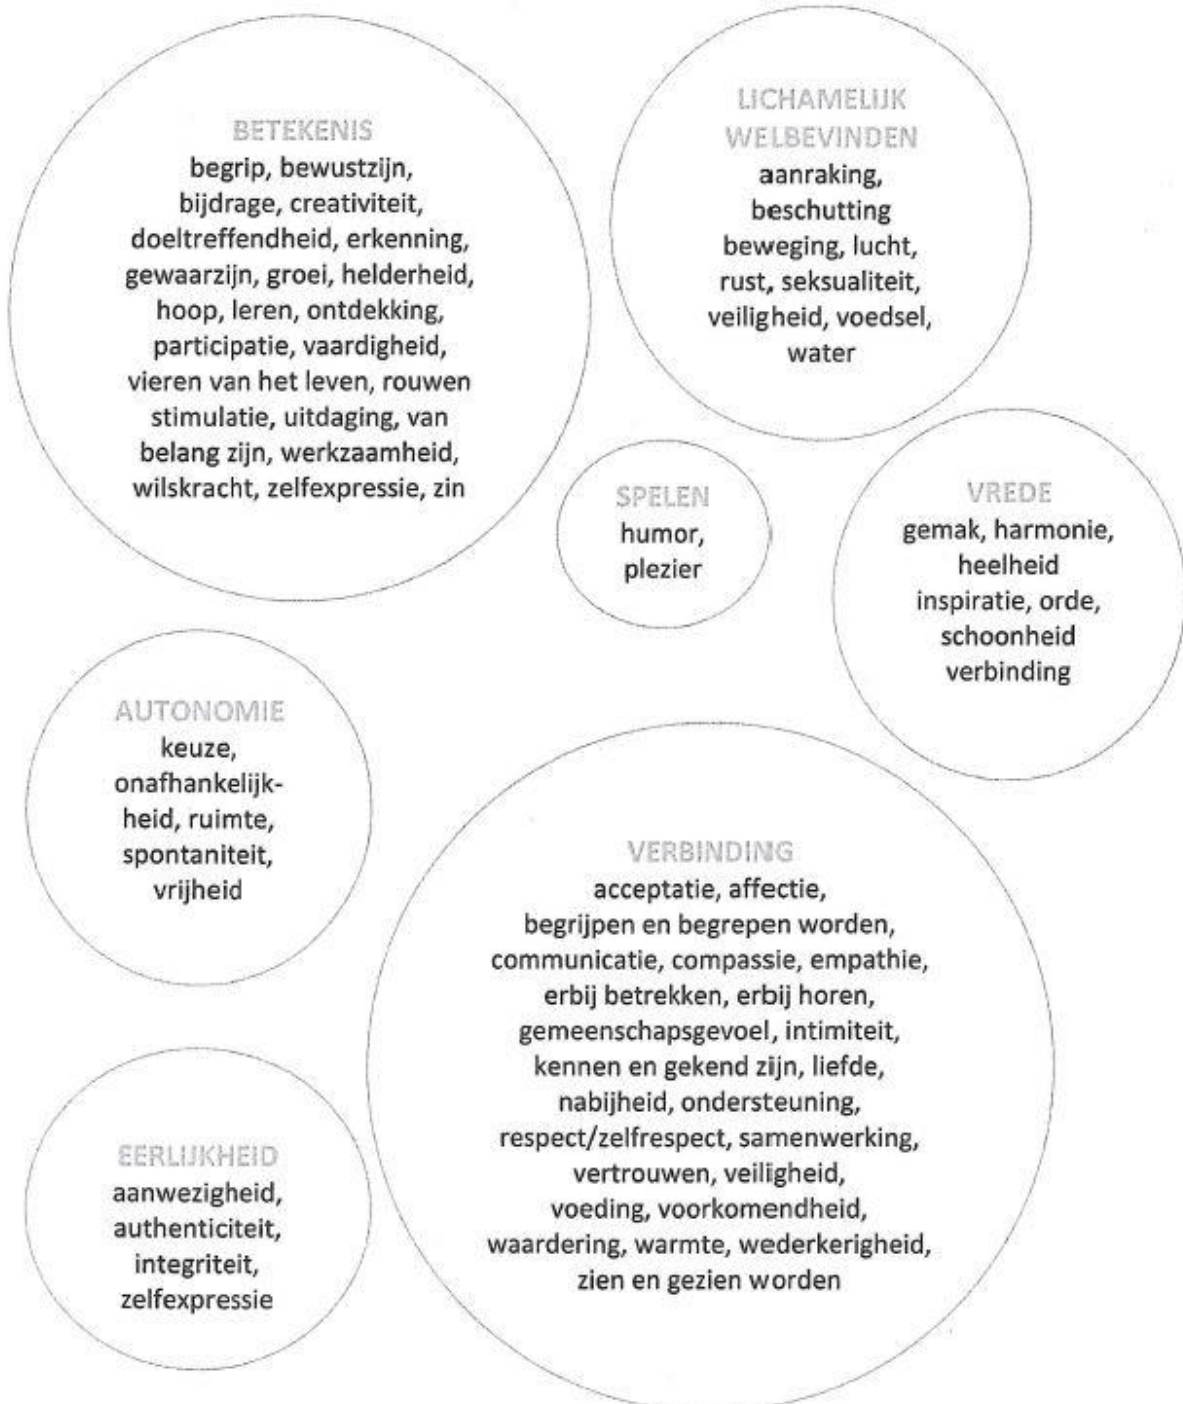 BETEKENIS
begrip, bewustzijn,
bijdrage, creativiteit,
doeltreffendheid, erkenning,
gewaarzijn, groei, helderheid,
hoop, leren, ontdekking,
participatie, vaardigheid,
vieren van het leven, rouwen
stimulatie, uitdaging, van
belang zijn, werkzaamheid,
wilskracht, zelfexpressie, zin
LICHAMELIJK
WELBEVINDEN
aanraking,
beschutting
beweging, lucht,
rust, seksualiteit,
veiligheid, voedsel,
water
SPELEN
humor,
plezier
VREDE
gemak, harmonie,
heelheid
inspiratie, orde,
schoonheid
verbinding
AUTONOMIE
keuze,
onafhankelijk-
heid, ruimte,
spontaniteit,
vrijheid
VERBINDING
acceptatie, affectie,
begrijpen en begrepen worden,
communicatie, compassie, empathie,
erbij betrekken, erbij horen,
gemeenschapsgevoel, intimiteit,
kennen en gekend zijn, liefde,
nabijheid, ondersteuning,
respect/zelfrespect, samenwerking,
vertrouwen, veiligheid,
voeding, voorkomendheid,
waardering, warmte, wederkerigheid,
zien en gezien worden
EERLIJKHEID
aanwezigheid,
authenticiteit,
integriteit,
zelfexpressie